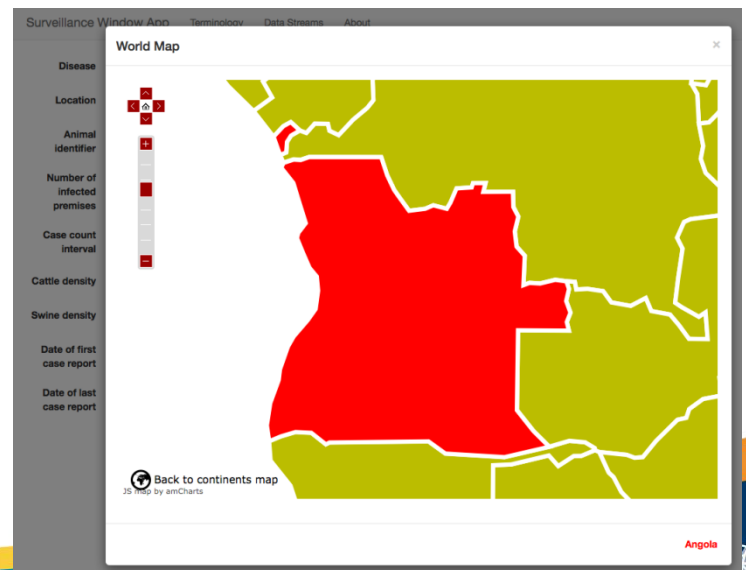 Surveillance Window App Terminology Data Streams About
World Map ×
Disease
Location
Animal
identifier
Number of
infected
premises
Case count
interval
Cattle density
Swine density
Date of first
case report
Date of last
case report
Back to continents map
JS map by amCharts
Angola